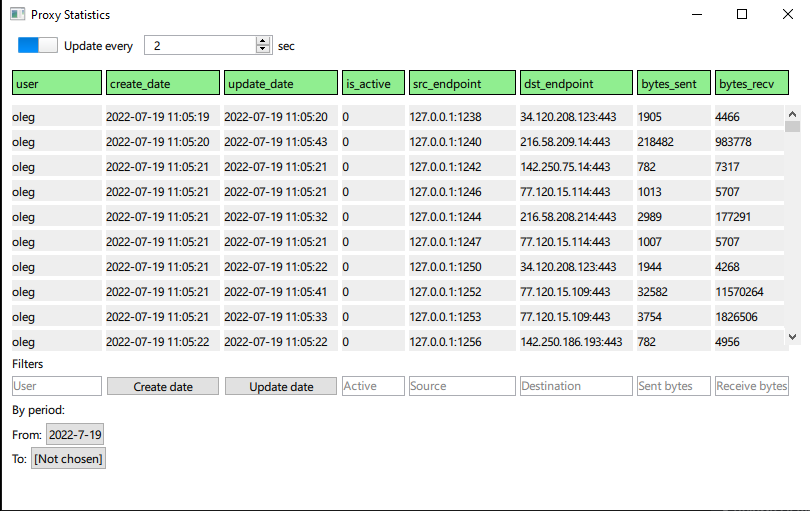 Proxy Statistics
Update every 2 sec
user create_date update_date is_active src_endpoint dst_endpoint bytes_sent bytes_recv
oleg 2022-07-19 11:05:19 2022-07-19 11:05:20 0 127.0.0.1:1238 34.120.208.123:443 1905 4466
oleg 2022-07-19 11:05:20 2022-07-19 11:05:43 0 127.0.0.1:1240 216.58.209.14:443 218482 983778
oleg 2022-07-19 11:05:21 2022-07-19 11:05:21 0 127.0.0.1:1242 142.250.75.14:443 782 7317
oleg 2022-07-19 11:05:21 2022-07-19 11:05:21 0 127.0.0.1:1246 77.120.15.114:443 1013 5707
oleg 2022-07-19 11:05:21 2022-07-19 11:05:32 0 127.0.0.1:1244 216.58.208.214:443 2989 177291
oleg 2022-07-19 11:05:21 2022-07-19 11:05:21 0 127.0.0.1:1247 77.120.15.114:443 1007 5707
oleg 2022-07-19 11:05:21 2022-07-19 11:05:22 0 127.0.0.1:1250 34.120.208.123:443 1944 4268
oleg 2022-07-19 11:05:21 2022-07-19 11:05:41 0 127.0.0.1:1252 77.120.15.109:443 32582 11570264
oleg 2022-07-19 11:05:21 2022-07-19 11:05:33 0 127.0.0.1:1253 77.120.15.109:443 3754 1826506
oleg 2022-07-19 11:05:22 2022-07-19 11:05:22 0 127.0.0.1:1256 142.250.186.193:443 782 4956
Filters
User Create date Update date Active Source Destination Sent bytes Receive bytes
By period:
From: 2022-7-19
To: [Not chosen]